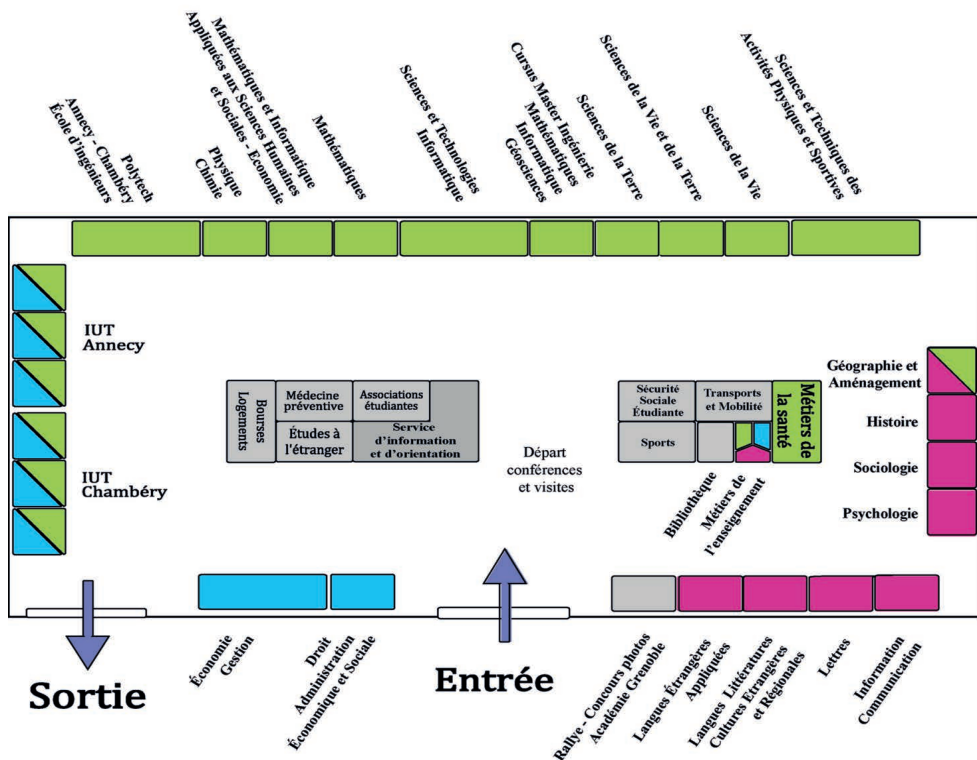 Polytech
Annecy - Chambéry
École d'ingénieurs
Physique
Chimie
Mathématiques et Informatique
Appliquées aux Sciences Humaines
et Sociales - Economie
Mathématiques
Sciences et Technologies
Informatique
Cursus Master Ingénierie
Mathématiques
Informatique
Géosciences
Sciences de la Terre
Sciences de la Vie et de la Terre
Sciences de la Vie
Sciences et Techniques des
Activités Physiques et Sportives
IUT
Annecy
IUT
Chambéry
Bourses
Logements
Médecine
préventive
Associations
étudiantes
Études à
l'étranger
Service
d'information
et d'orientation
Départ
conférences
et visites
Sécurité
Sociale
Étudiante
Transports
et Mobilité
Métiers de
la santé
Sports
Bibliothèque
Métiers de
l'enseignement
Géographie et
Aménagement
Histoire
Sociologie
Psychologie
Sortie
Économie
Gestion
Droit
Administration
Économique et Sociale
Entrée
Rallye - Concours photos
Académie Grenoble
Langues Étrangères
Appliquées
Langues Littératures
Cultures Etrangères
et Régionales
Lettres
Information
Communication